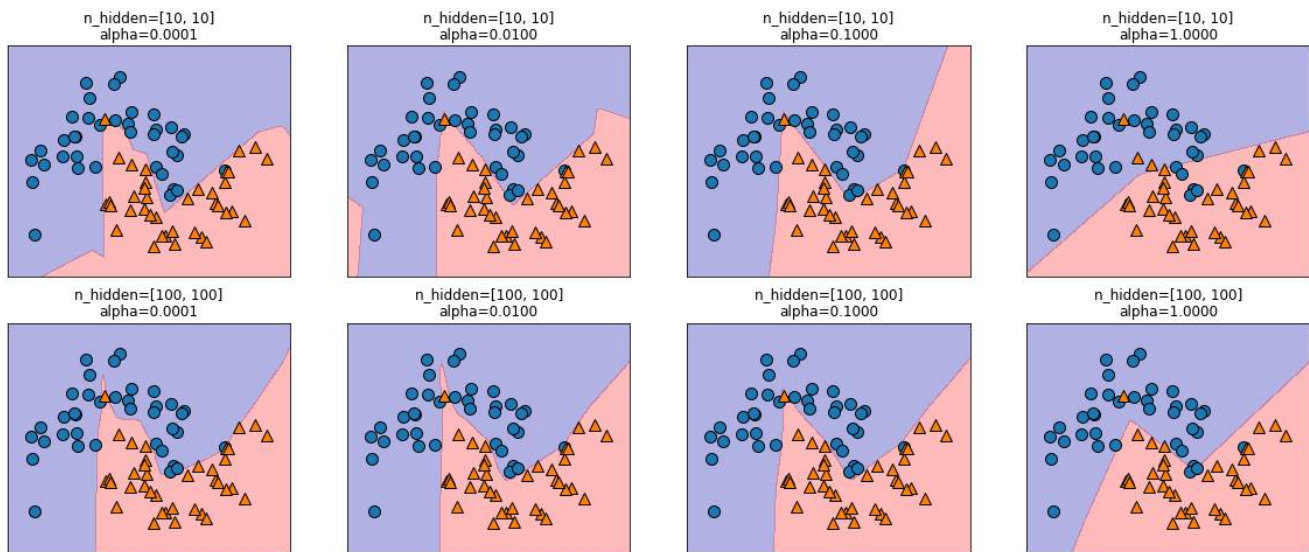 n_hidden=[10, 10]
alpha=0.0001
n_hidden=[10, 10]
alpha=0.0100
n_hidden=[10, 10]
alpha=0.1000
n_hidden=[10, 10]
alpha=1.0000
n_hidden=[100, 100]
alpha=0.0001
n_hidden=[100, 100]
alpha=0.0100
n_hidden=[100, 100]
alpha=0.1000
n_hidden=[100, 100]
alpha=1.0000